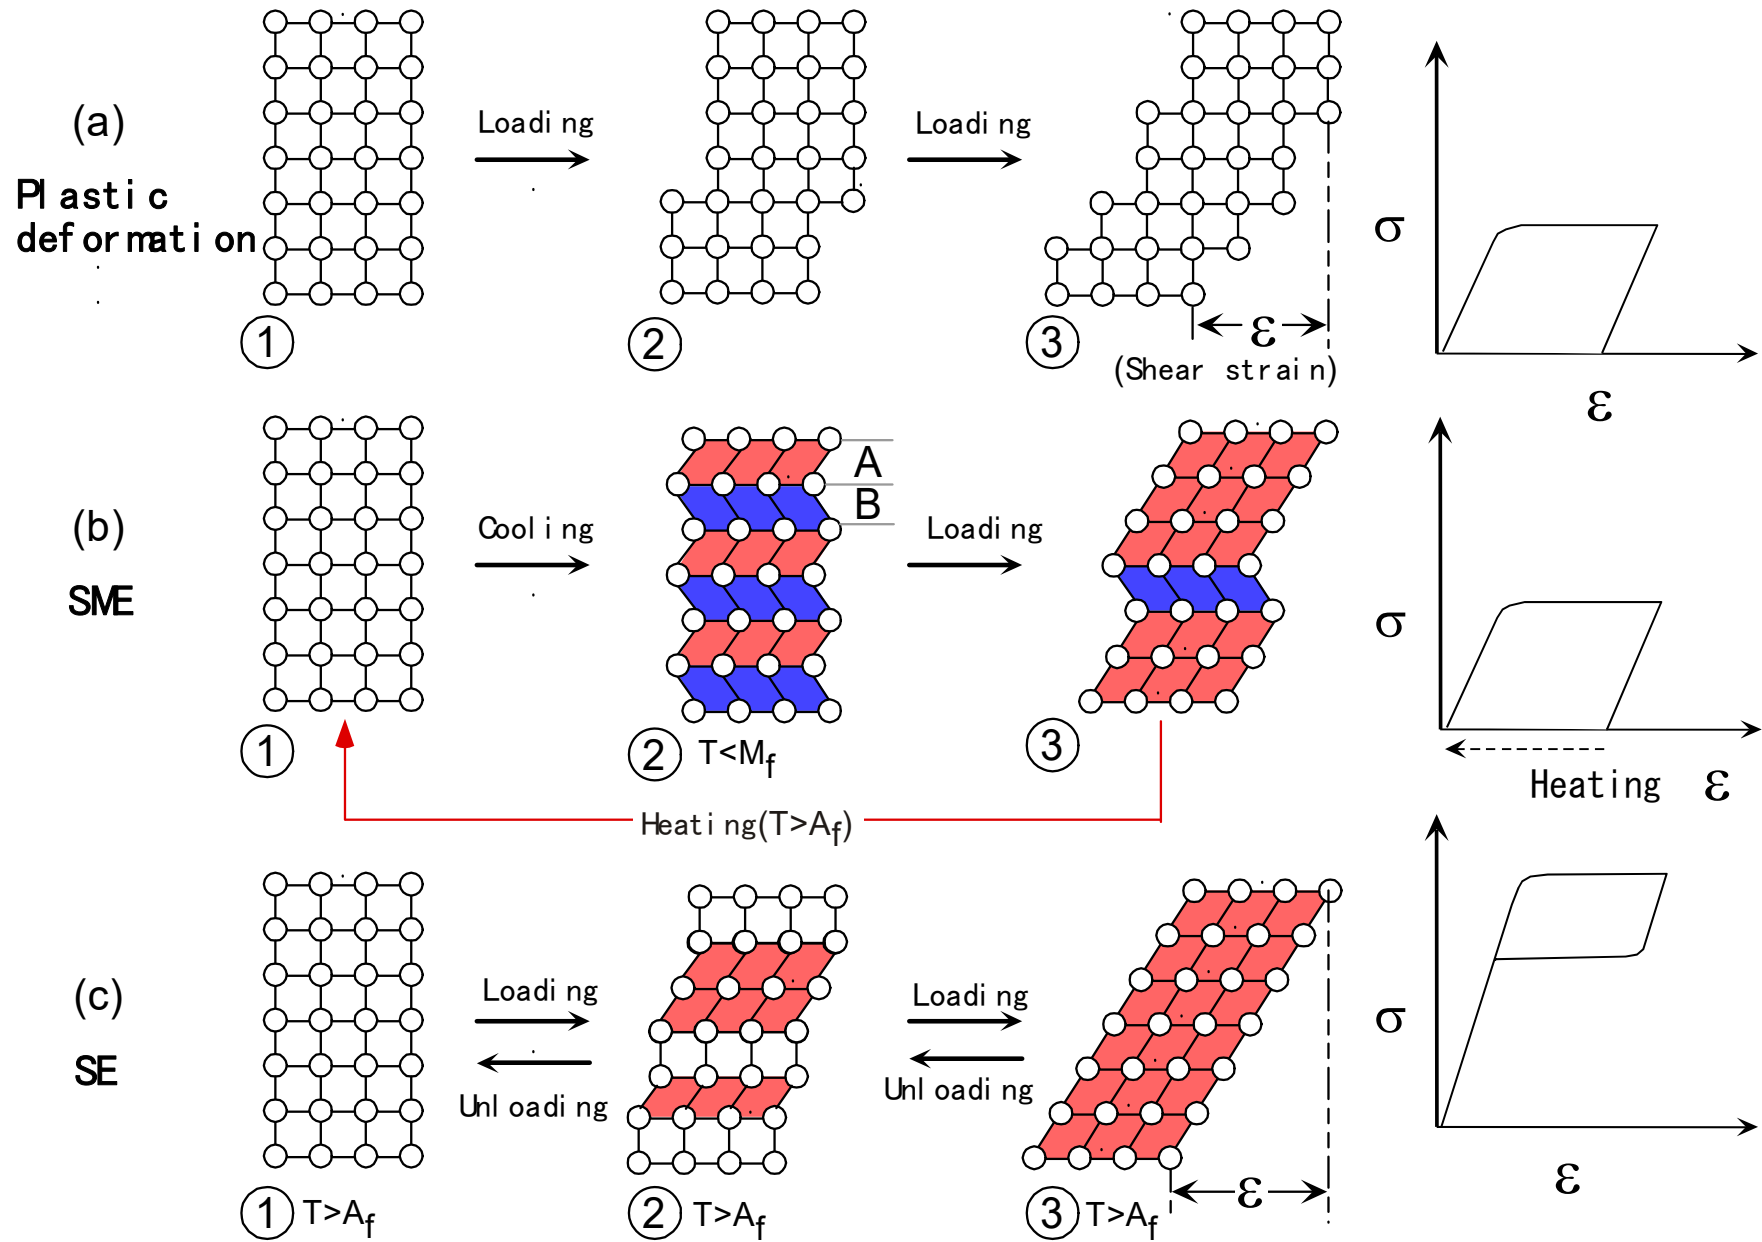 (a)
Plastic
deformation
Loading
Loading
1
2
3
ε
(Shear strain)
σ
ε
(b)
SME
Cooling
A
B
Loading
1
2 T<Mf
3
Heating(T>Af)
σ
Heating ε
(c)
SE
Loading
Unloading
Loading
Unloading
1 T>Af
2 T>Af
3 T>Af
ε
σ
ε